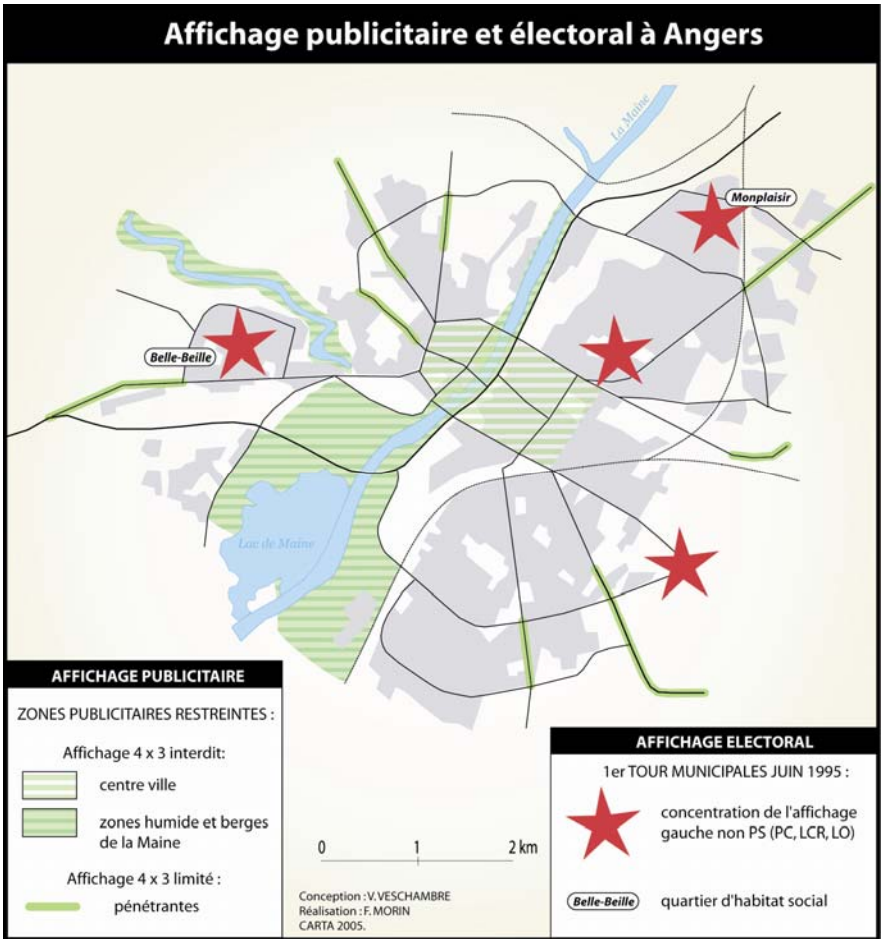 Affichage publicitaire et électoral à Angers
La Maine
Monplaisir
Belle-Beille
Lac de Maine
AFFICHAGE PUBLICITAIRE
ZONES PUBLICITAIRES RESTREINTES :
Affichage 4 x 3 interdit:
centre ville
zones humide et berges
de la Maine
Affichage 4 x 3 limité :
pénétrantes
0 1 2 km
Conception : V. VESCHAMBRE
Réalisation : F. MORIN
CARTA 2005.
AFFICHAGE ELECTORAL
1er TOUR MUNICIPALES JUIN 1995 :
concentration de l'affichage
gauche non PS (PC, LCR, LO)
Belle-Beille quartier d'habitat social